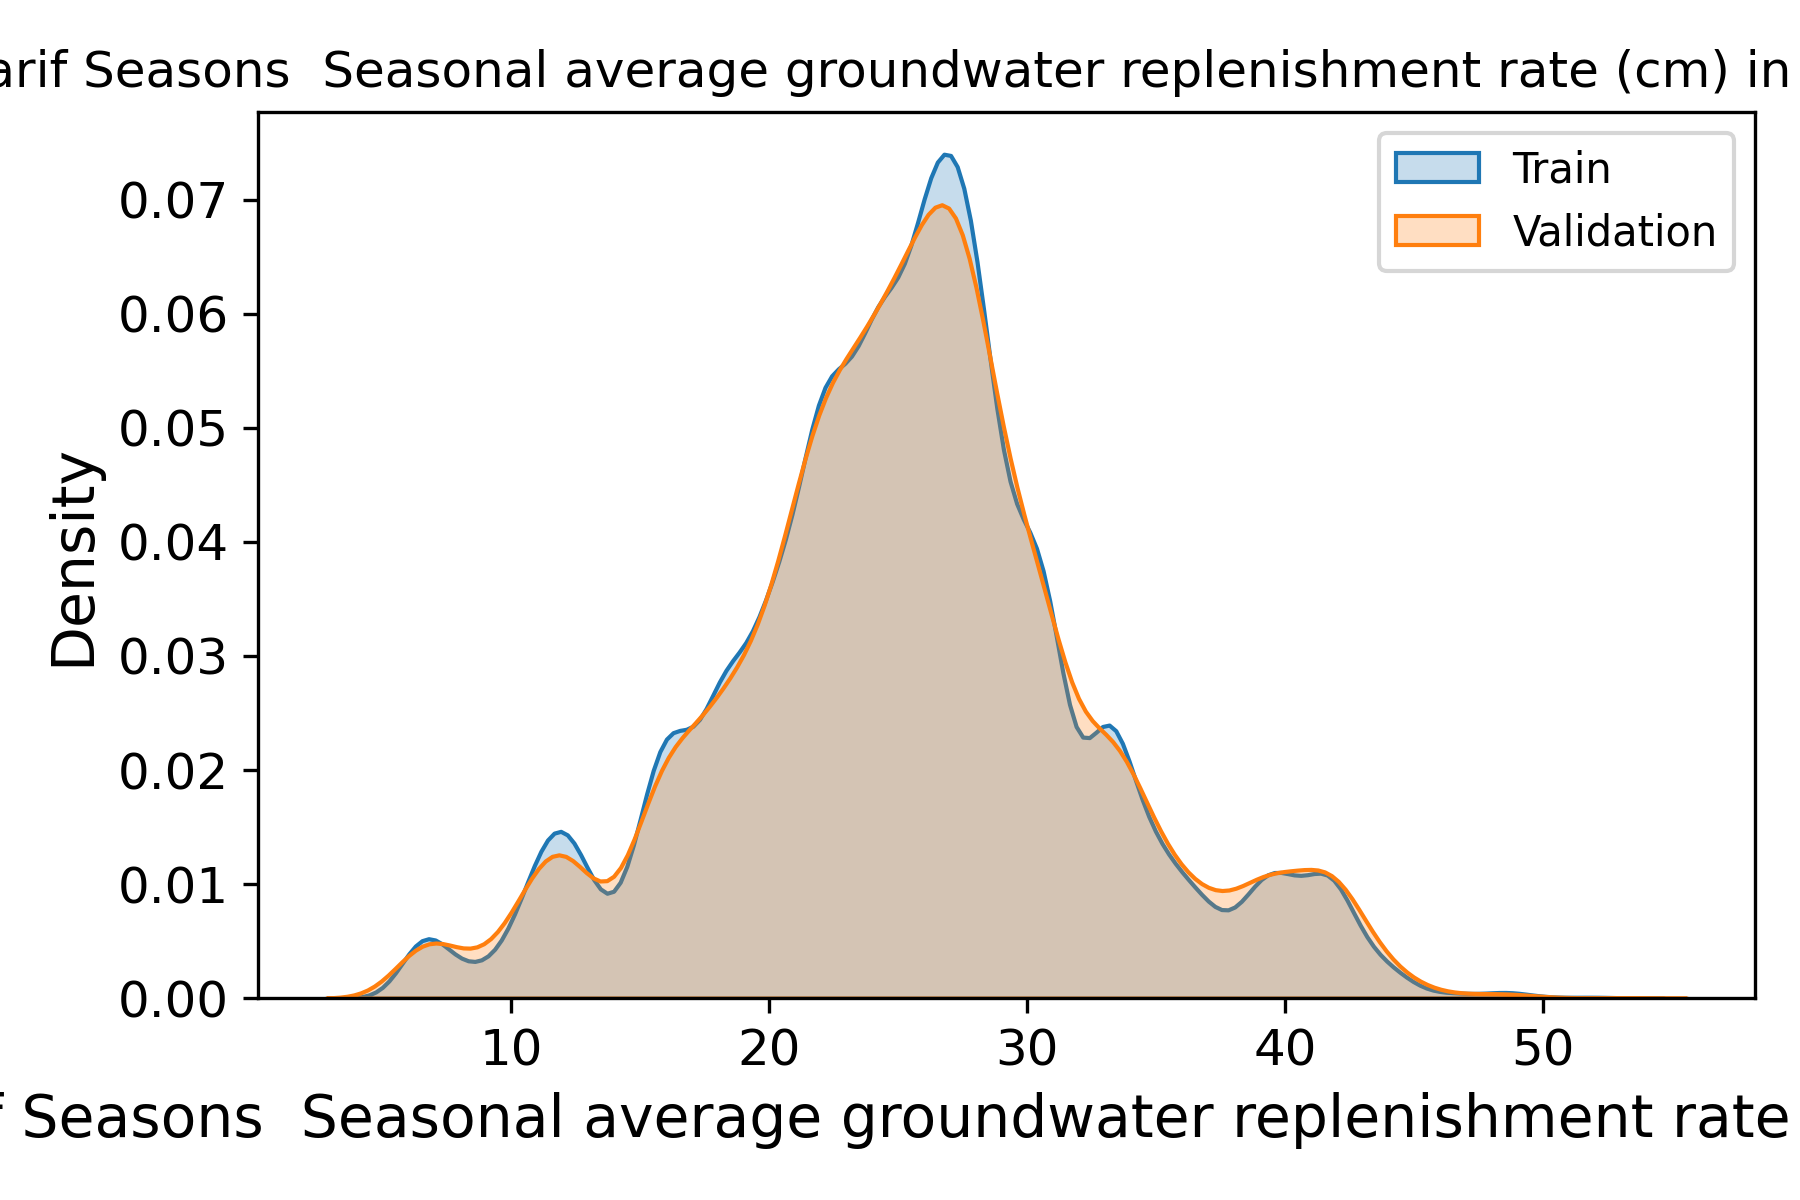 arif Seasons  Seasonal average groundwater replenishment rate (cm) in
Train
Validation
0.07
0.06
0.05
0.04
0.03
0.02
0.01
0.00
Density
10 20 30 40 50
f Seasons  Seasonal average groundwater replenishment rate